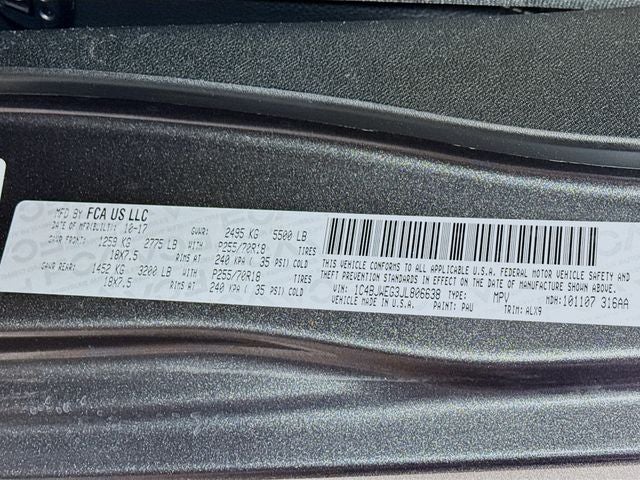 MFD BY FCA US LLC
DATE OF MFR(BUILT): 10-17 GVWR: 2495 KG 5500 LB
GAWR FRONT: 1259 KG 2775 LB WITH P255/70R18 TIRES
18X7.5 RIMS AT 240 KPA ( 35 PSI) COLD
GAWR REAR: 1452 KG 3200 LB WITH P255/70R18 TIRES
18X7.5 RIMS AT 240 KPA ( 35 PSI) COLD
THIS VEHICLE CONFORMS TO ALL APPLICABLE U.S.A. FEDERAL MOTOR VEHICLE SAFETY AND
THEFT PREVENTION STANDARDS IN EFFECT ON THE DATE OF MANUFACTURE SHOWN ABOVE.
VIN: 1C4BJWEG3JL806638 TYPE: MPV MDH: 101107 316AA
MADE IN U.S.A. PAINT: PAU TRIM: ALX9